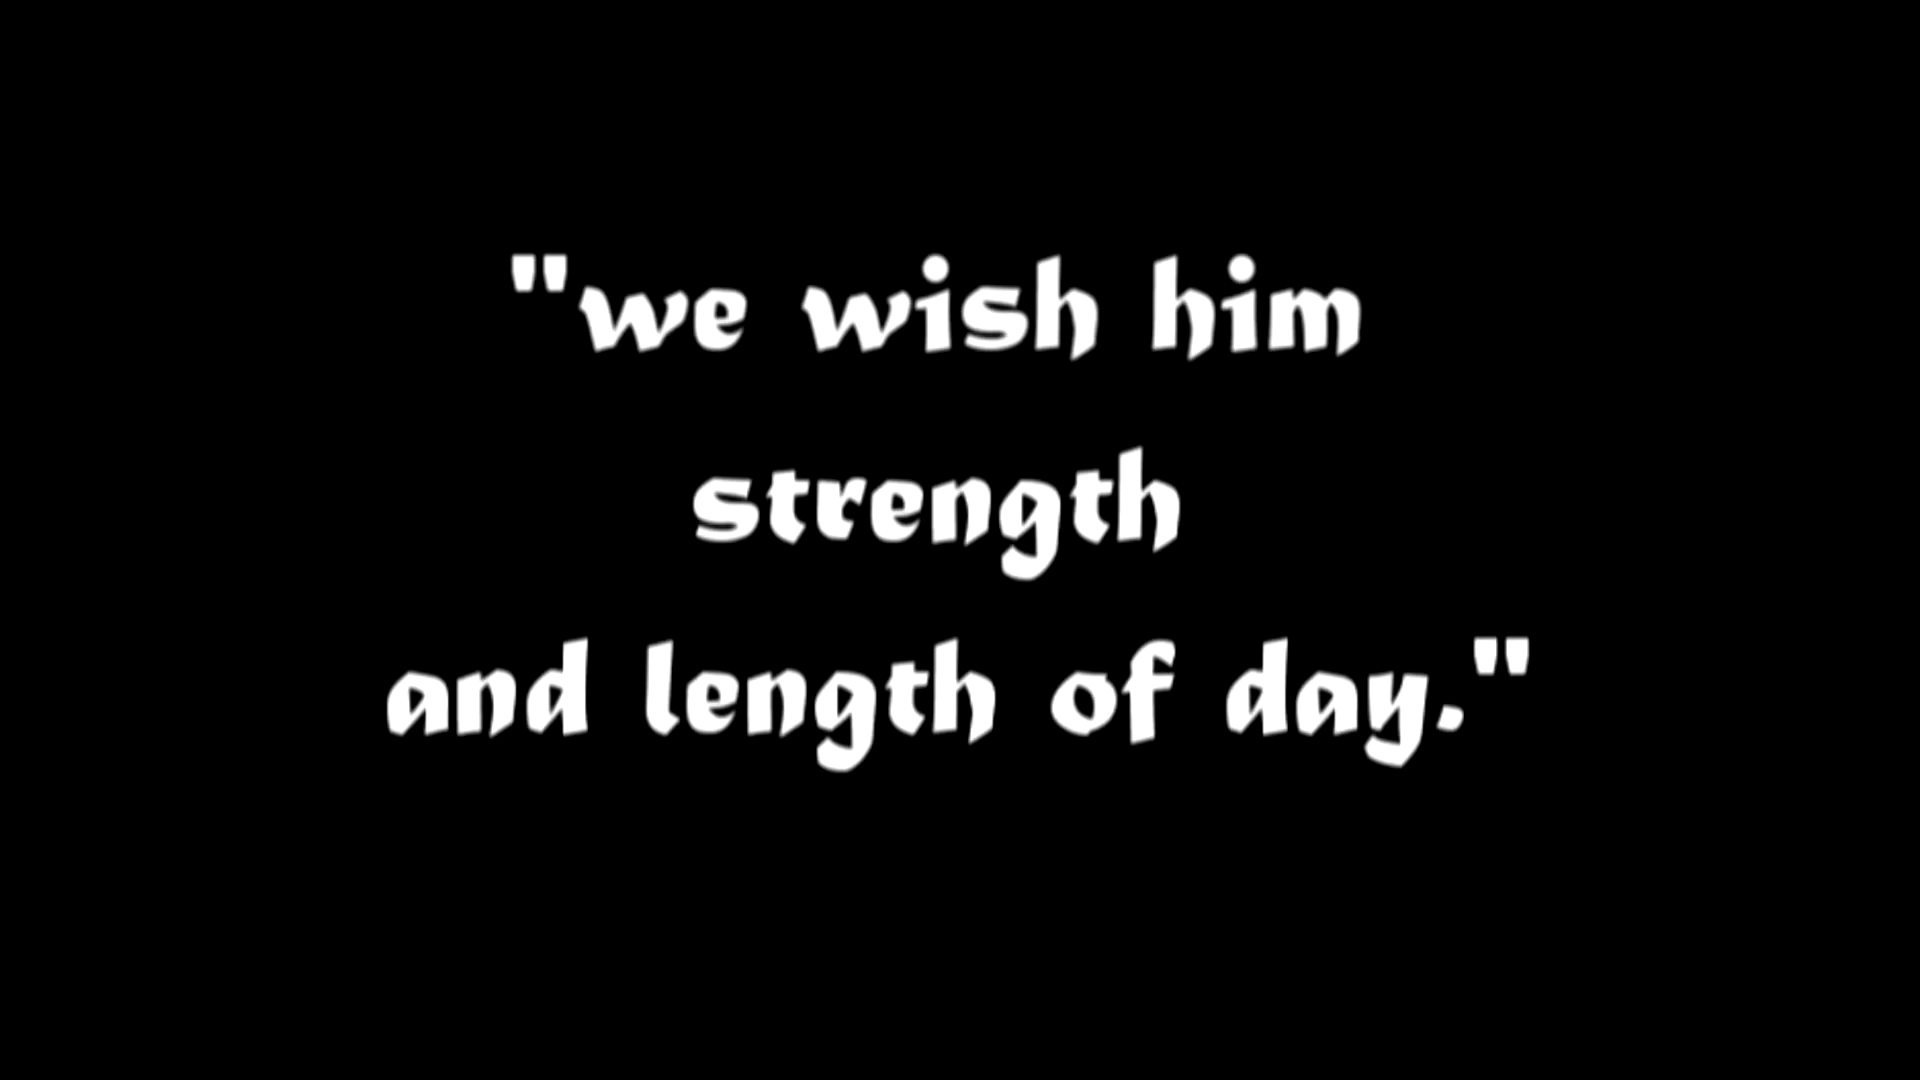 "we wish him
strength
and length of day."